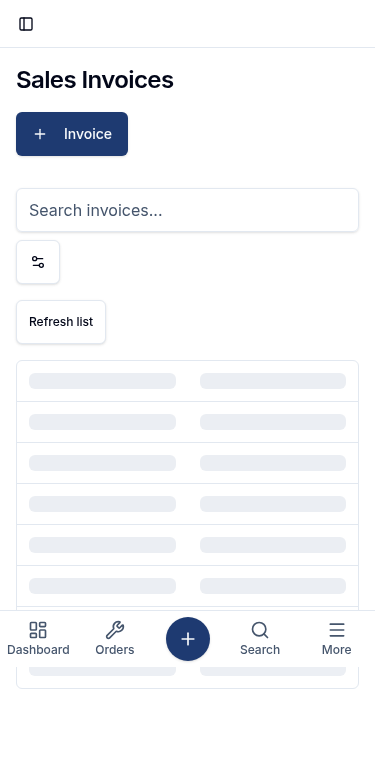 Sales Invoices
Invoice
Search invoices...
Refresh list
Dashboard
Orders
Search
More